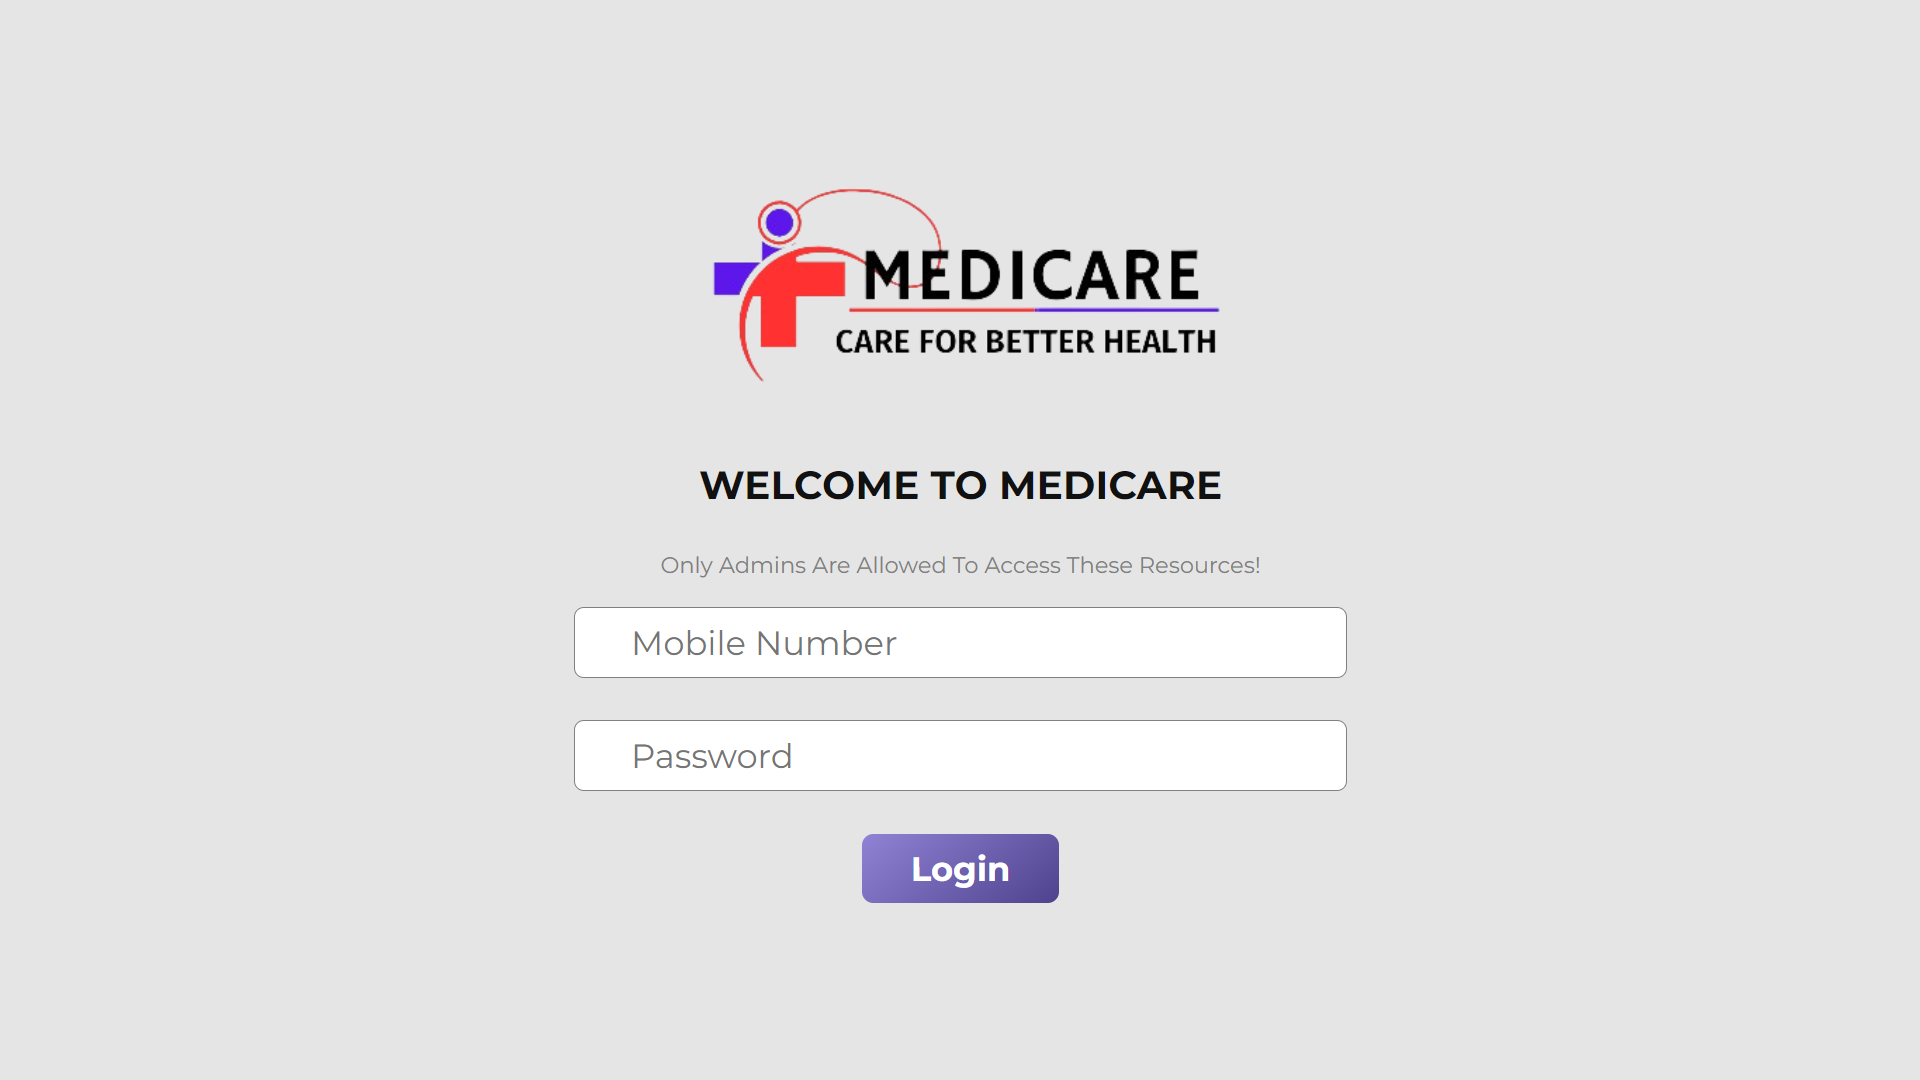 MEDICARE
CARE FOR BETTER HEALTH
WELCOME TO MEDICARE
Only Admins Are Allowed To Access These Resources!
Mobile Number
Password
Login